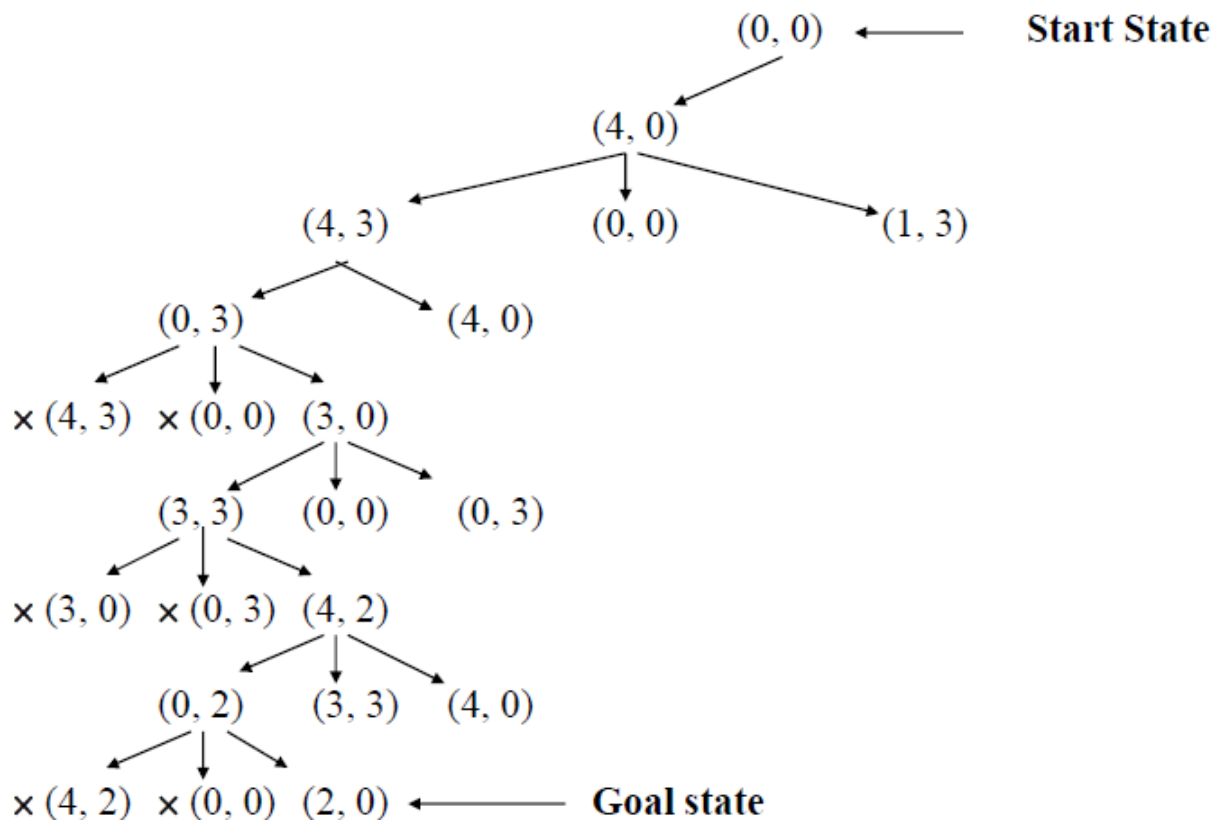 (0, 0) Start State
(4, 0)
(4, 3) (0, 0) (1, 3)
(0, 3) (4, 0)
× (4, 3) × (0, 0) (3, 0)
(3, 3) (0, 0) (0, 3)
× (3, 0) × (0, 3) (4, 2)
(0, 2) (3, 3) (4, 0)
× (4, 2) × (0, 0) (2, 0) Goal state